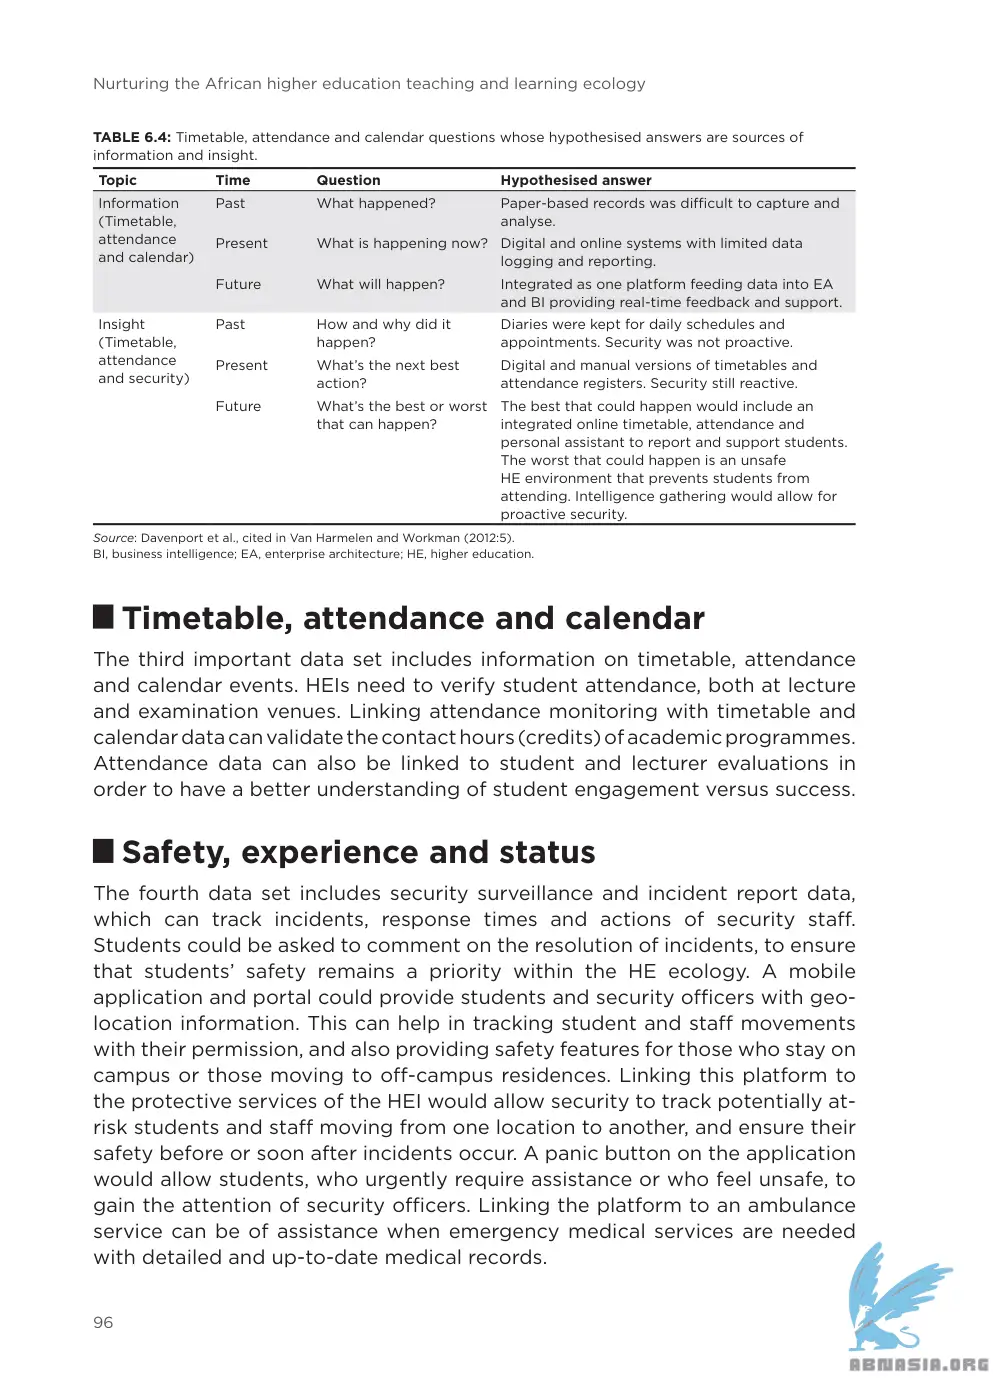 Nurturing the African higher education teaching and learning ecology
TABLE 6.4: Timetable, attendance and calendar questions whose hypothesised answers are sources of
information and insight.
Topic Time Question Hypothesised answer
Information Past What happened? Paper-based records was difficult to capture and
(Timetable, analyse.
attendance Present What is happening now? Digital and online systems with limited data
and calendar) logging and reporting.
Future What will happen? Integrated as one platform feeding data into EA
and BI providing real-time feedback and support.
Insight Past How and why did it Diaries were kept for daily schedules and
(Timetable, happen? appointments. Security was not proactive.
attendance Present What's the next best Digital and manual versions of timetables and
and security) action? attendance registers. Security still reactive.
Future What's the best or worst The best that could happen would include an
that can happen? integrated online timetable, attendance and
personal assistant to report and support students.
The worst that could happen is an unsafe
HE environment that prevents students from
attending. Intelligence gathering would allow for
proactive security.
Source: Davenport et al., cited in Van Harmelen and Workman (2012:5).
BI, business intelligence; EA, enterprise architecture; HE, higher education.
Timetable, attendance and calendar
The third important data set includes information on timetable, attendance
and calendar events. HEIs need to verify student attendance, both at lecture
and examination venues. Linking attendance monitoring with timetable and
calendar data can validate the contact hours (credits) of academic programmes.
Attendance data can also be linked to student and lecturer evaluations in
order to have a better understanding of student engagement versus success.
Safety, experience and status
The fourth data set includes security surveillance and incident report data,
which can track incidents, response times and actions of security staff.
Students could be asked to comment on the resolution of incidents, to ensure
that students' safety remains a priority within the HE ecology. A mobile
application and portal could provide students and security officers with geo-
location information. This can help in tracking student and staff movements
with their permission, and also providing safety features for those who stay on
campus or those moving to off-campus residences. Linking this platform to
the protective services of the HEI would allow security to track potentially at-
risk students and staff moving from one location to another, and ensure their
safety before or soon after incidents occur. A panic button on the application
would allow students, who urgently require assistance or who feel unsafe, to
gain the attention of security officers. Linking the platform to an ambulance
service can be of assistance when emergency medical services are needed
with detailed and up-to-date medical records.
96
ABNASIA.ORG